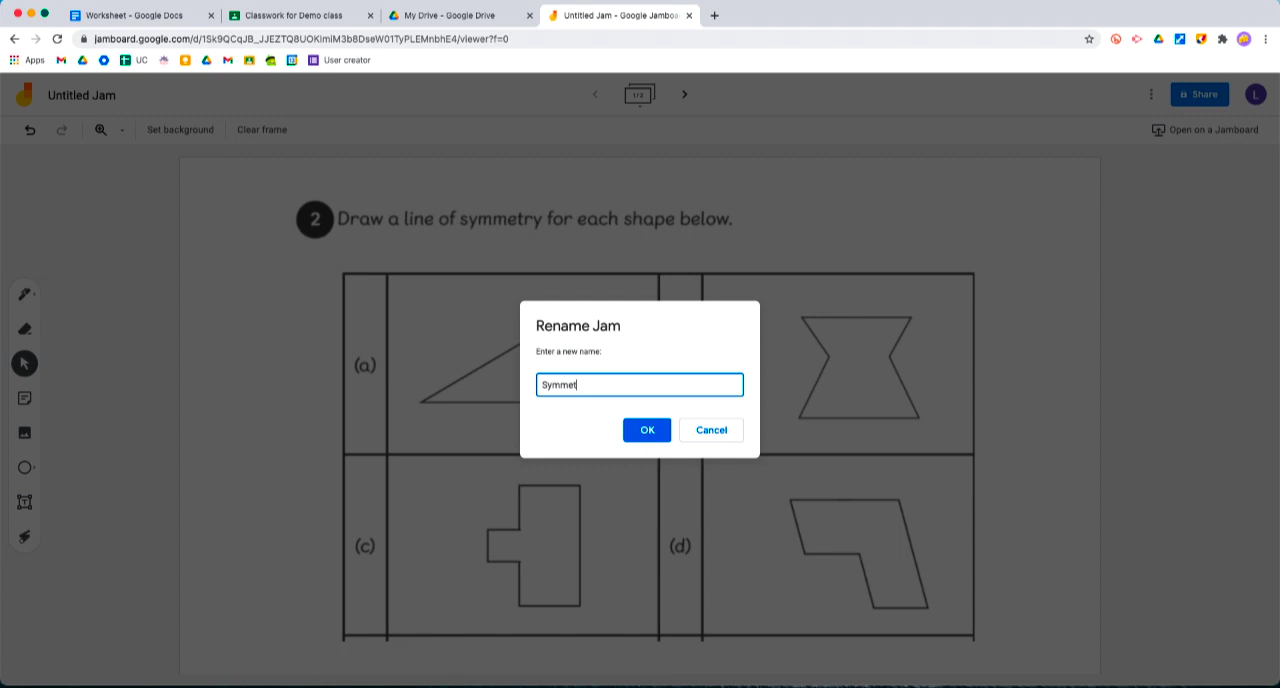 Worksheet - Google Docs
Classwork for Demo class
My Drive - Google Drive
Untitled Jam - Google Jamboa
jamboard.google.com/d/1Sk9QCqJB_JJEZTQ8UOKlmiM3b8DseW01TyPLEMnbhE4/viewer?f=0
Apps
UC
User creator
Untitled Jam
1/2
Share
L
Set background
Clear frame
Open on a Jamboard
2 Draw a line of symmetry for each shape below.
(a)
Rename Jam
Enter a new name:
Symmet
OK
Cancel
(c)
(d)